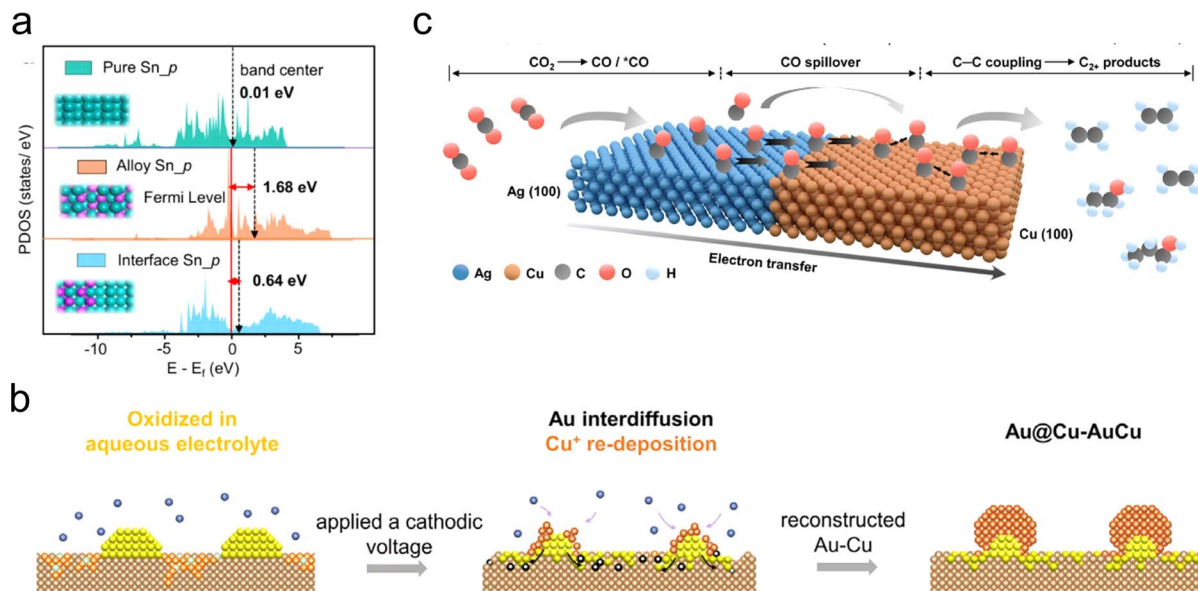 a
Pure Sn_p
band center
0.01 eV
Alloy Sn_p
Fermi Level
1.68 eV
Interface Sn_p
0.64 eV
PDOS (states/ eV)
-10
-5
0
5
E - Ef (eV)
c
CO2 → CO / *CO
CO spillover
C—C coupling → C2+ products
Ag (100)
Cu (100)
Electron transfer
Ag
Cu
C
O
H
b
Oxidized in
aqueous electrolyte
applied a cathodic
voltage
Au interdiffusion
Cu+ re-deposition
reconstructed
Au-Cu
Au@Cu-AuCu